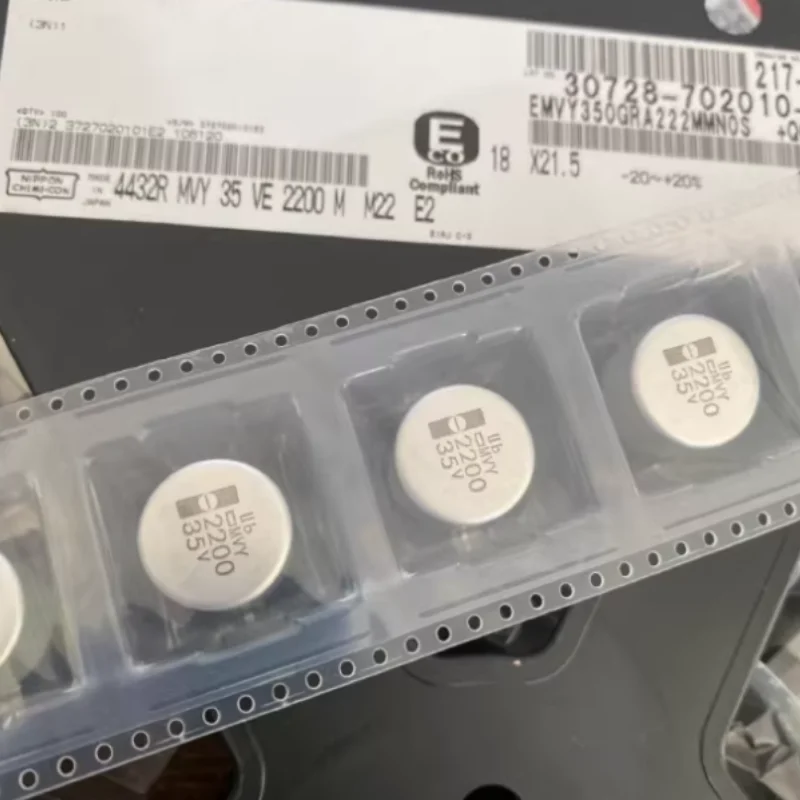 (3N)1
217-
30728-702010-
EMVY350GRA222MMN0S +Q
(3N)2 3727020101E2 108120
E
CO
RoHS
Compliant
18 X21.5 -20~+20%
NIPPON
CHEMI-CON
MADE
IN
JAPAN
4432R MVY 35 VE 2200 M M22 E2
MVY
2200
35V
MVY
2200
35V
MVY
2200
35V